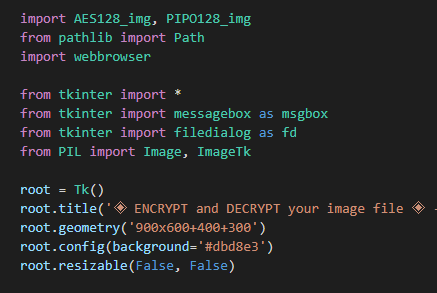 import AES128_img, PIPO128_img
from pathlib import Path
import webbrowser
from tkinter import *
from tkinter import messagebox as msgbox
from tkinter import filedialog as fd
from PIL import Image, ImageTk
root = Tk()
root.title('◈ ENCRYPT and DECRYPT your image file ◈ -
root.geometry('900x600+400+300')
root.config(background='#dbd8e3')
root.resizable(False, False)